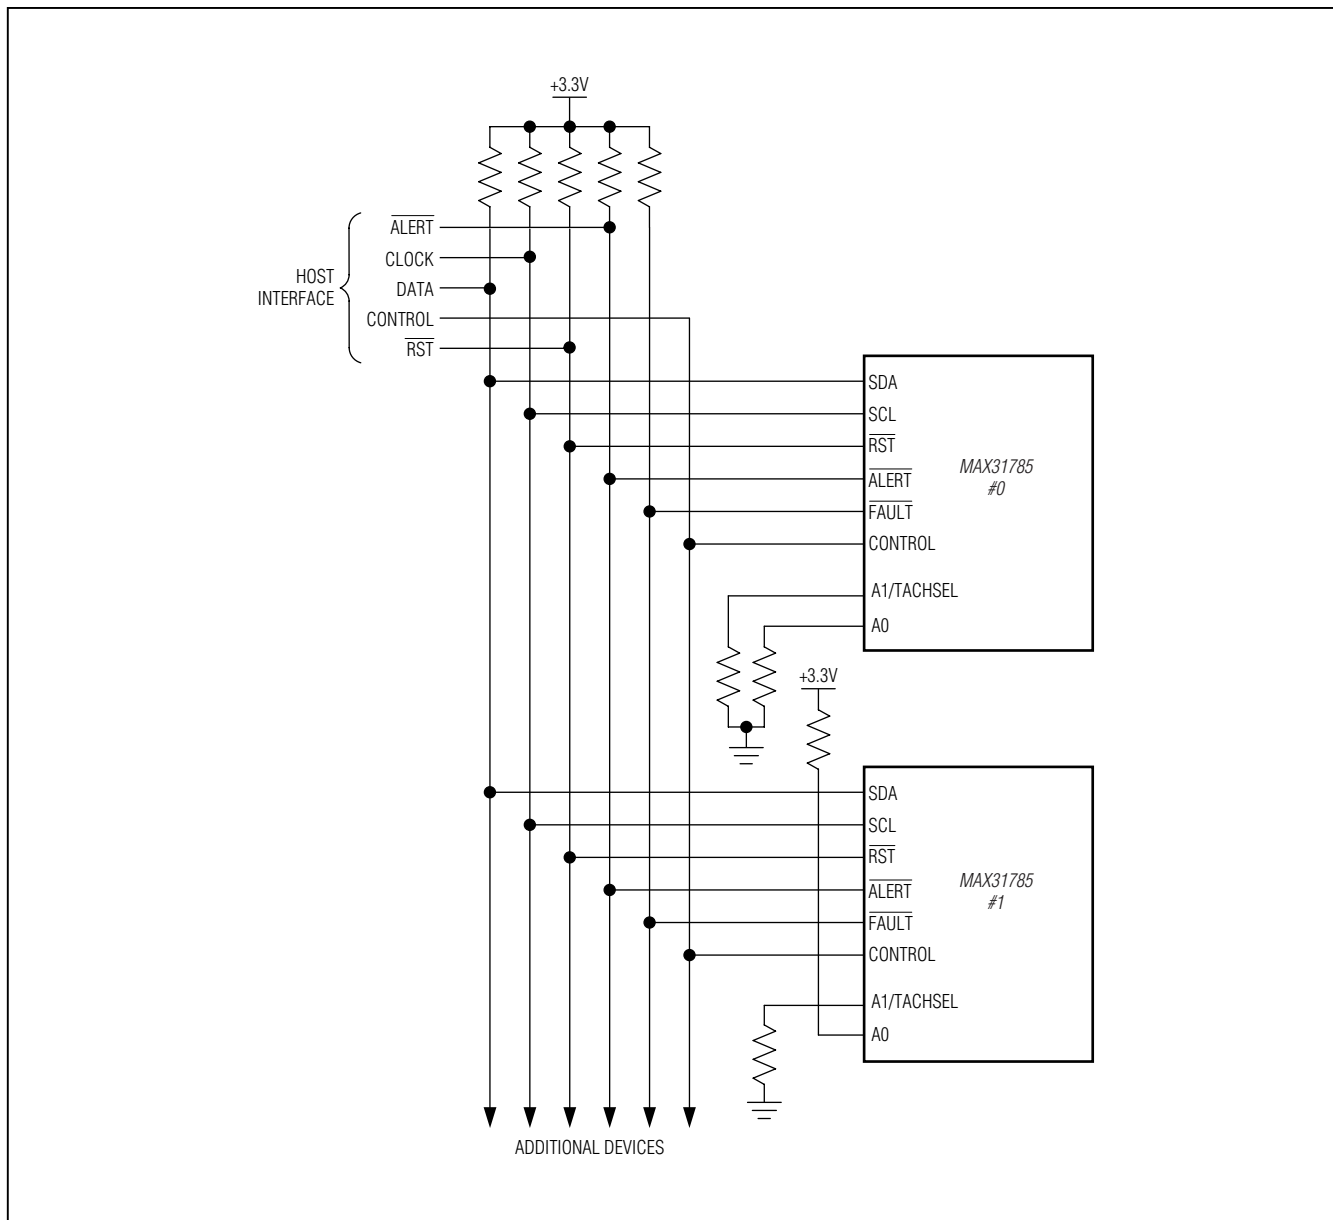 +3.3V
ALERT
CLOCK
DATA
CONTROL
RST
HOST
INTERFACE
SDA
SCL
RST
ALERT
FAULT
CONTROL
A1/TACHSEL
A0
MAX31785
#0
+3.3V
SDA
SCL
RST
ALERT
FAULT
CONTROL
A1/TACHSEL
A0
MAX31785
#1
ADDITIONAL DEVICES